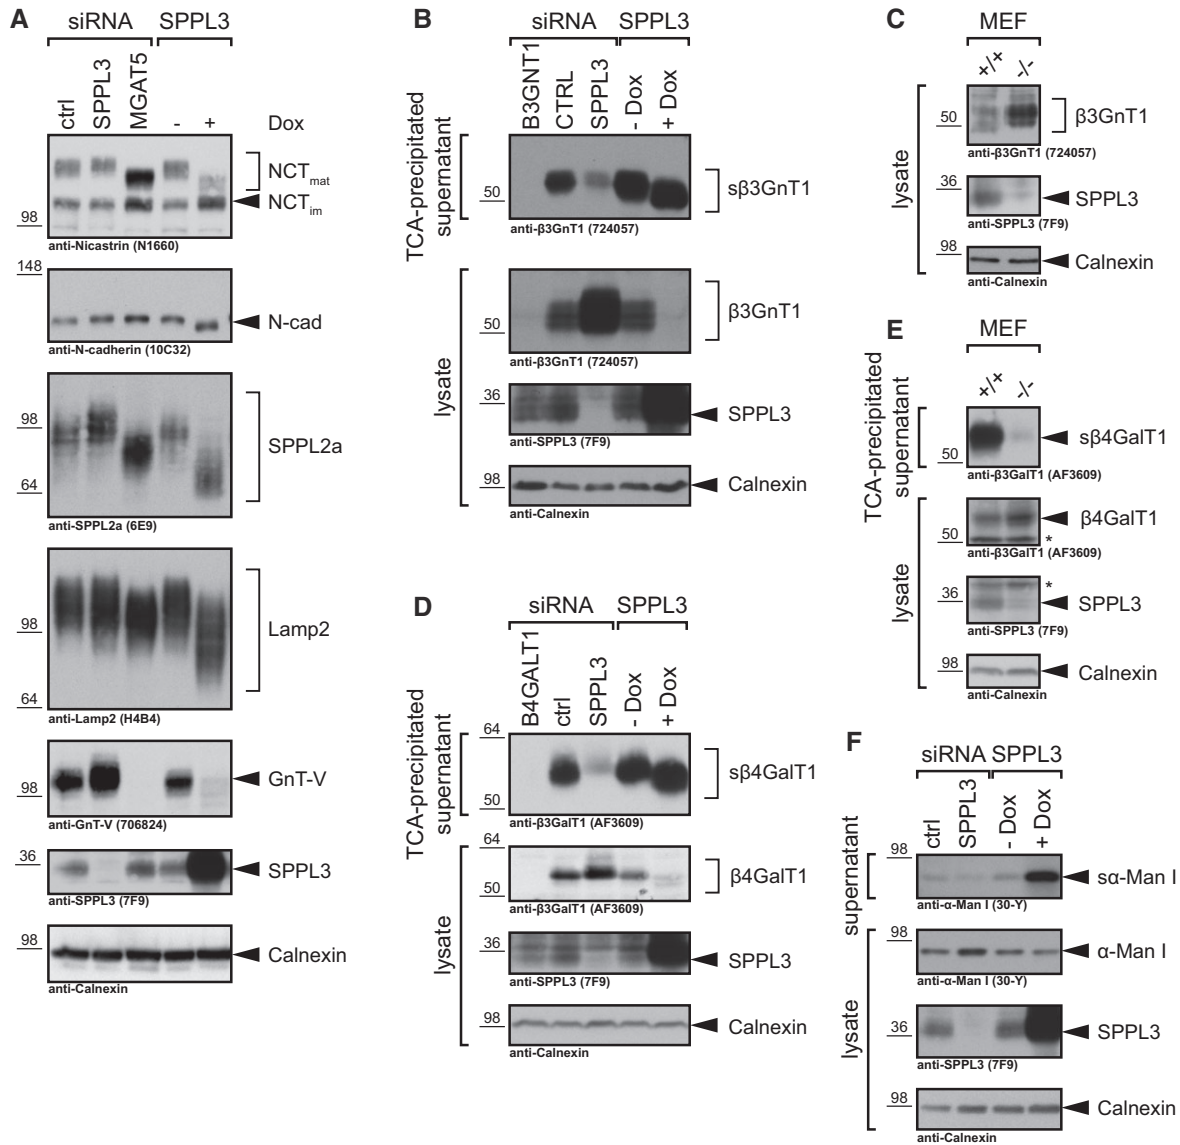 A
siRNA SPPL3
ctrl SPPL3 MGAT5 - + Dox
NCTmat
NCTim
98
anti-Nicastrin (N1660)
148
N-cad
anti-N-cadherin (10C32)
98
SPPL2a
64
anti-SPPL2a (6E9)
98
Lamp2
64
anti-Lamp2 (H4B4)
GnT-V
98
anti-GnT-V (706824)
36
SPPL3
anti-SPPL3 (7F9)
98
Calnexin
anti-Calnexin
B
siRNA SPPL3
B3GNT1 CTRL SPPL3 - Dox + Dox
TCA-precipitated
supernatant
50
sβ3GnT1
anti-β3GnT1 (724057)
lysate
β3GnT1
50
anti-β3GnT1 (724057)
36
SPPL3
anti-SPPL3 (7F9)
98
Calnexin
anti-Calnexin
C
MEF
+/+ -/-
lysate
50
β3GnT1
anti-β3GnT1 (724057)
36
SPPL3
anti-SPPL3 (7F9)
98
Calnexin
anti-Calnexin
D
siRNA SPPL3
B4GALT1 ctrl SPPL3 - Dox + Dox
TCA-precipitated
supernatant
64
sβ4GalT1
50
anti-β3GalT1 (AF3609)
lysate
64
β4GalT1
50
anti-β3GalT1 (AF3609)
36
SPPL3
anti-SPPL3 (7F9)
98
Calnexin
anti-Calnexin
E
MEF
+/+ -/-
TCA-precipitated
supernatant
sβ4GalT1
50
anti-β3GalT1 (AF3609)
lysate
β4GalT1
50 *
anti-β3GalT1 (AF3609)
*
36
SPPL3
anti-SPPL3 (7F9)
98
Calnexin
anti-Calnexin
F
siRNA SPPL3
ctrl SPPL3 - Dox + Dox
supernatant
98
sα-Man I
anti-α-Man I (30-Y)
lysate
98
α-Man I
anti-α-Man I (30-Y)
36
SPPL3
anti-SPPL3 (7F9)
98
Calnexin
anti-Calnexin